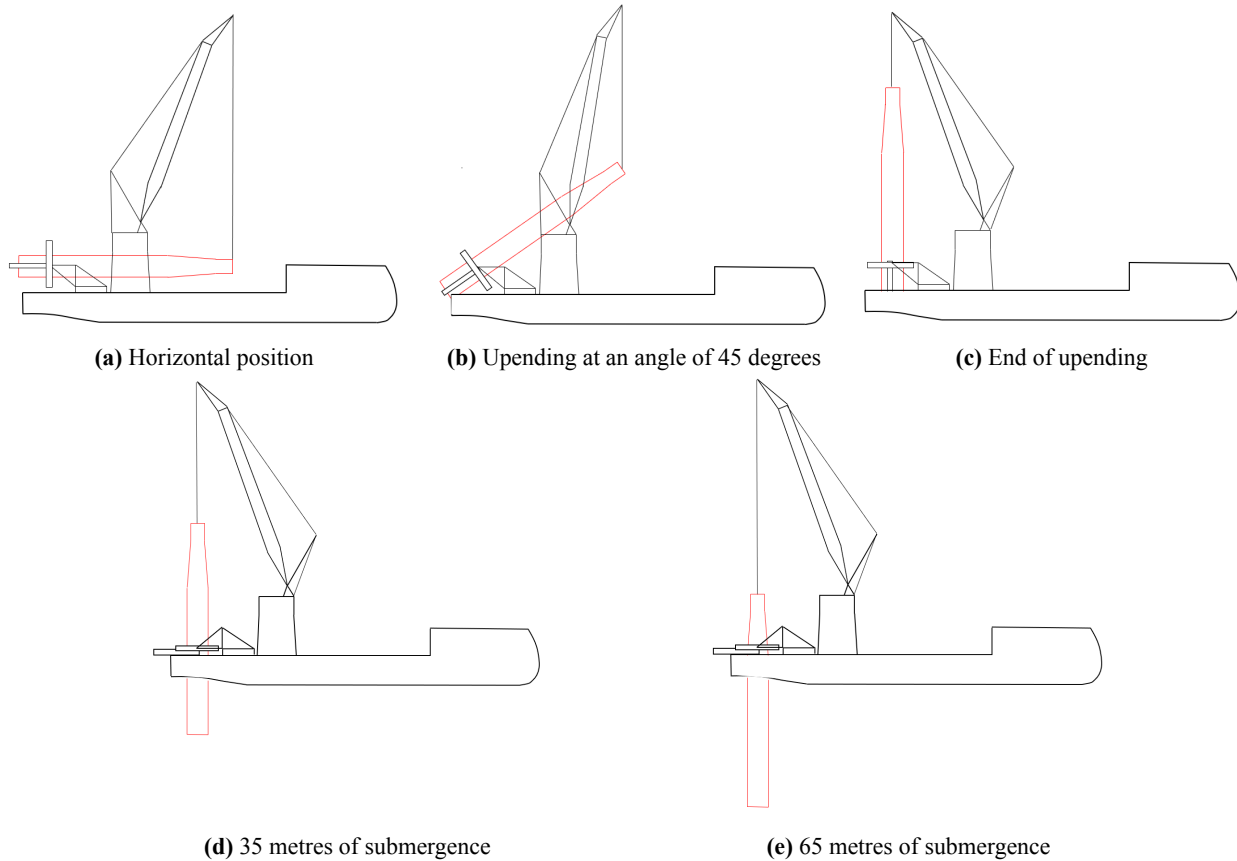 (a) Horizontal position
(b) Upending at an angle of 45 degrees
(c) End of upending
(d) 35 metres of submergence
(e) 65 metres of submergence